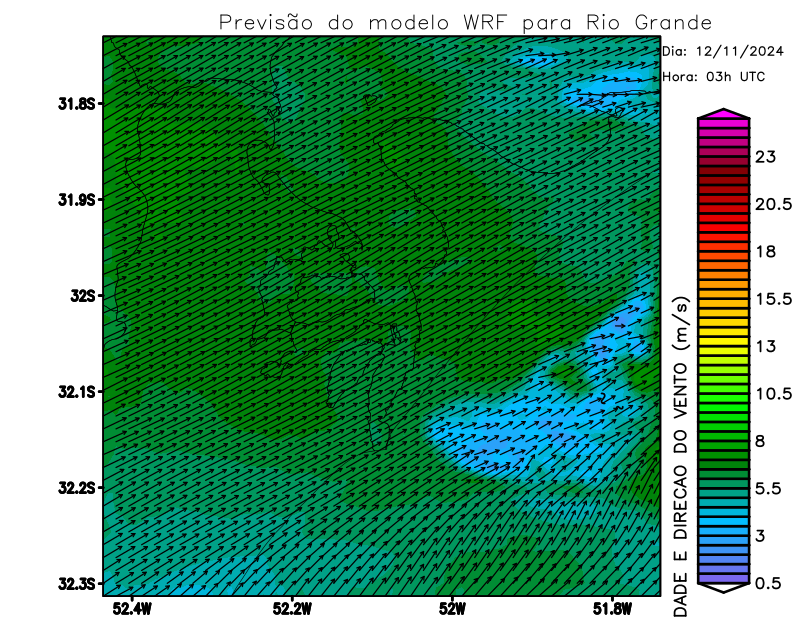 Previsão do modelo WRF para Rio Grande
Dia: 12/11/2024
Hora: 03h UTC
31.8S
31.9S
32S
32.1S
32.2S
32.3S
52.4W
52.2W
52W
51.8W
DADE E DIRECAO DO VENTO (m/s)
23
20.5
18
15.5
13
10.5
8
5.5
3
0.5